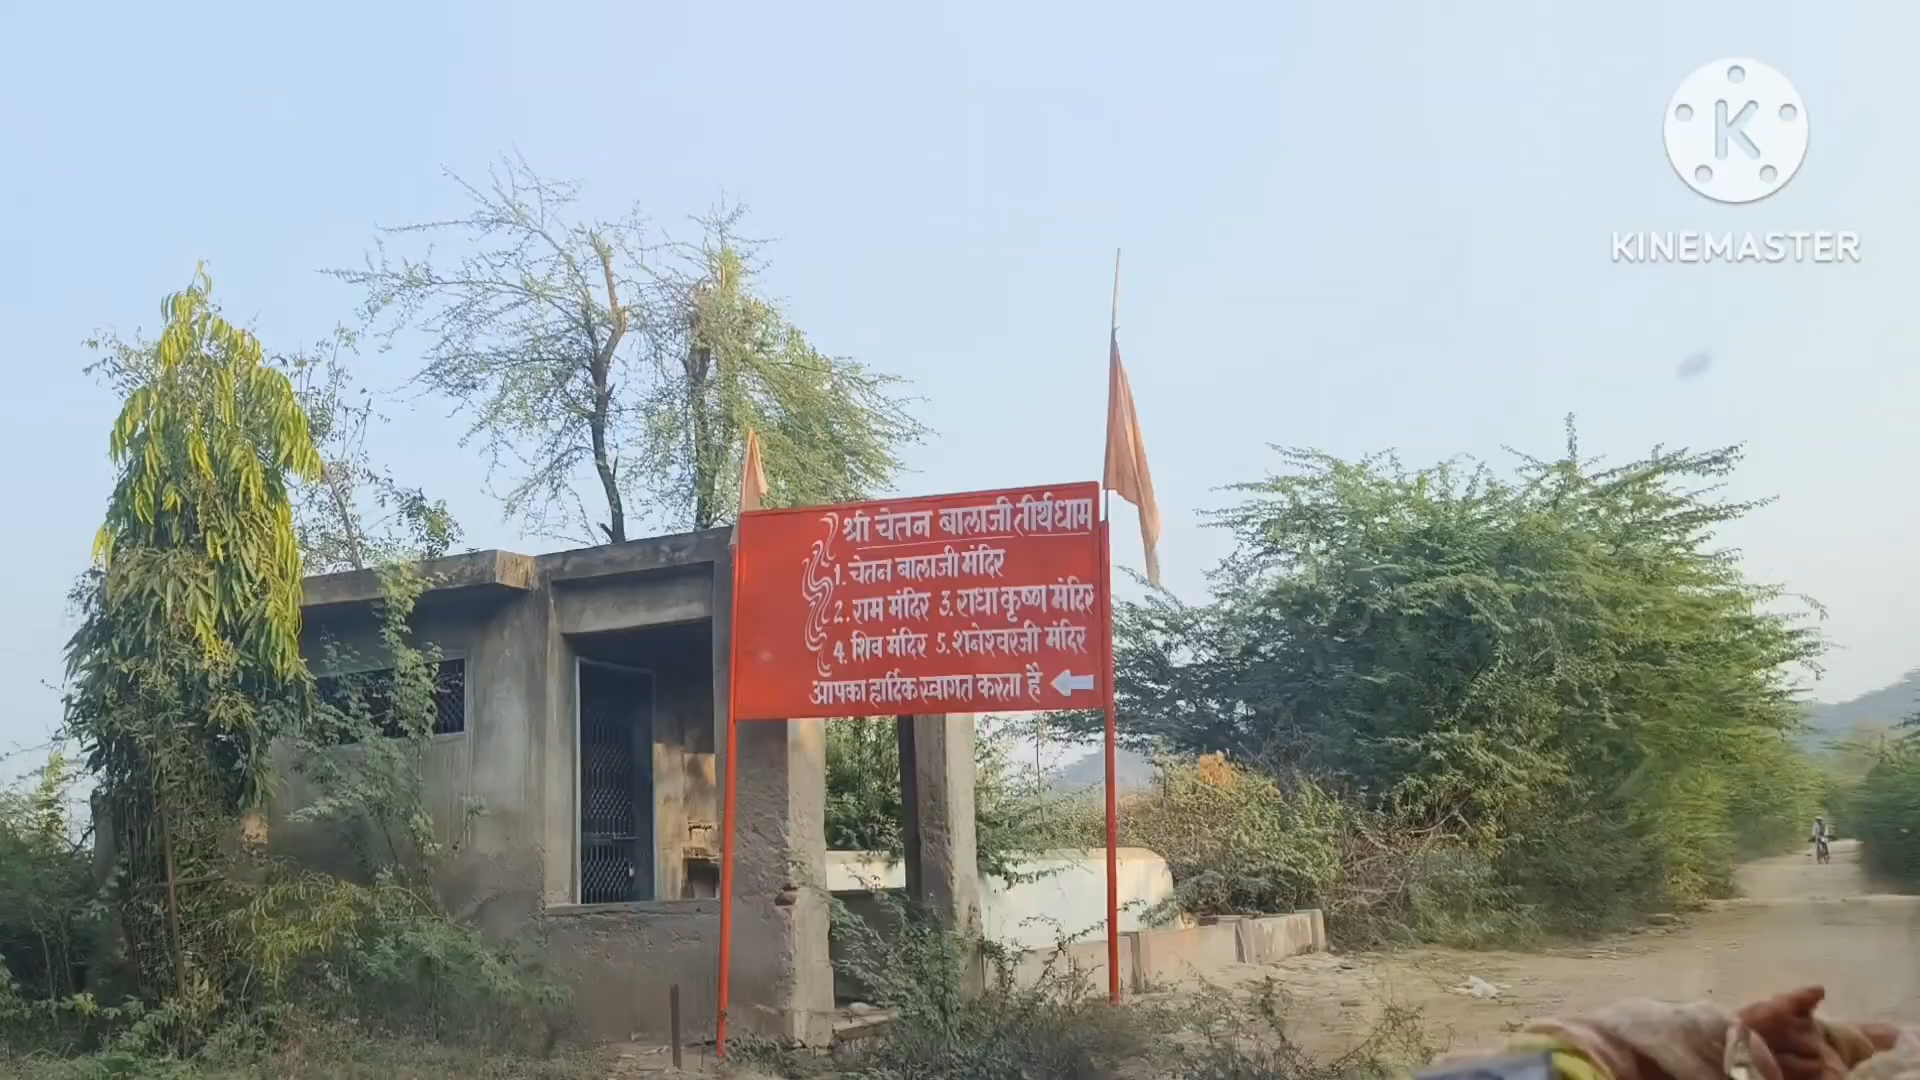 श्री चेतन बालाजी तीर्थधाम
1. चेतन बालाजी मंदिर
2. राम मंदिर 3. राधा कृष्ण मंदिर
4. शिव मंदिर 5. शनेश्वरजी मंदिर
आपका हार्दिक स्वागत करता है
K
KINEMASTER